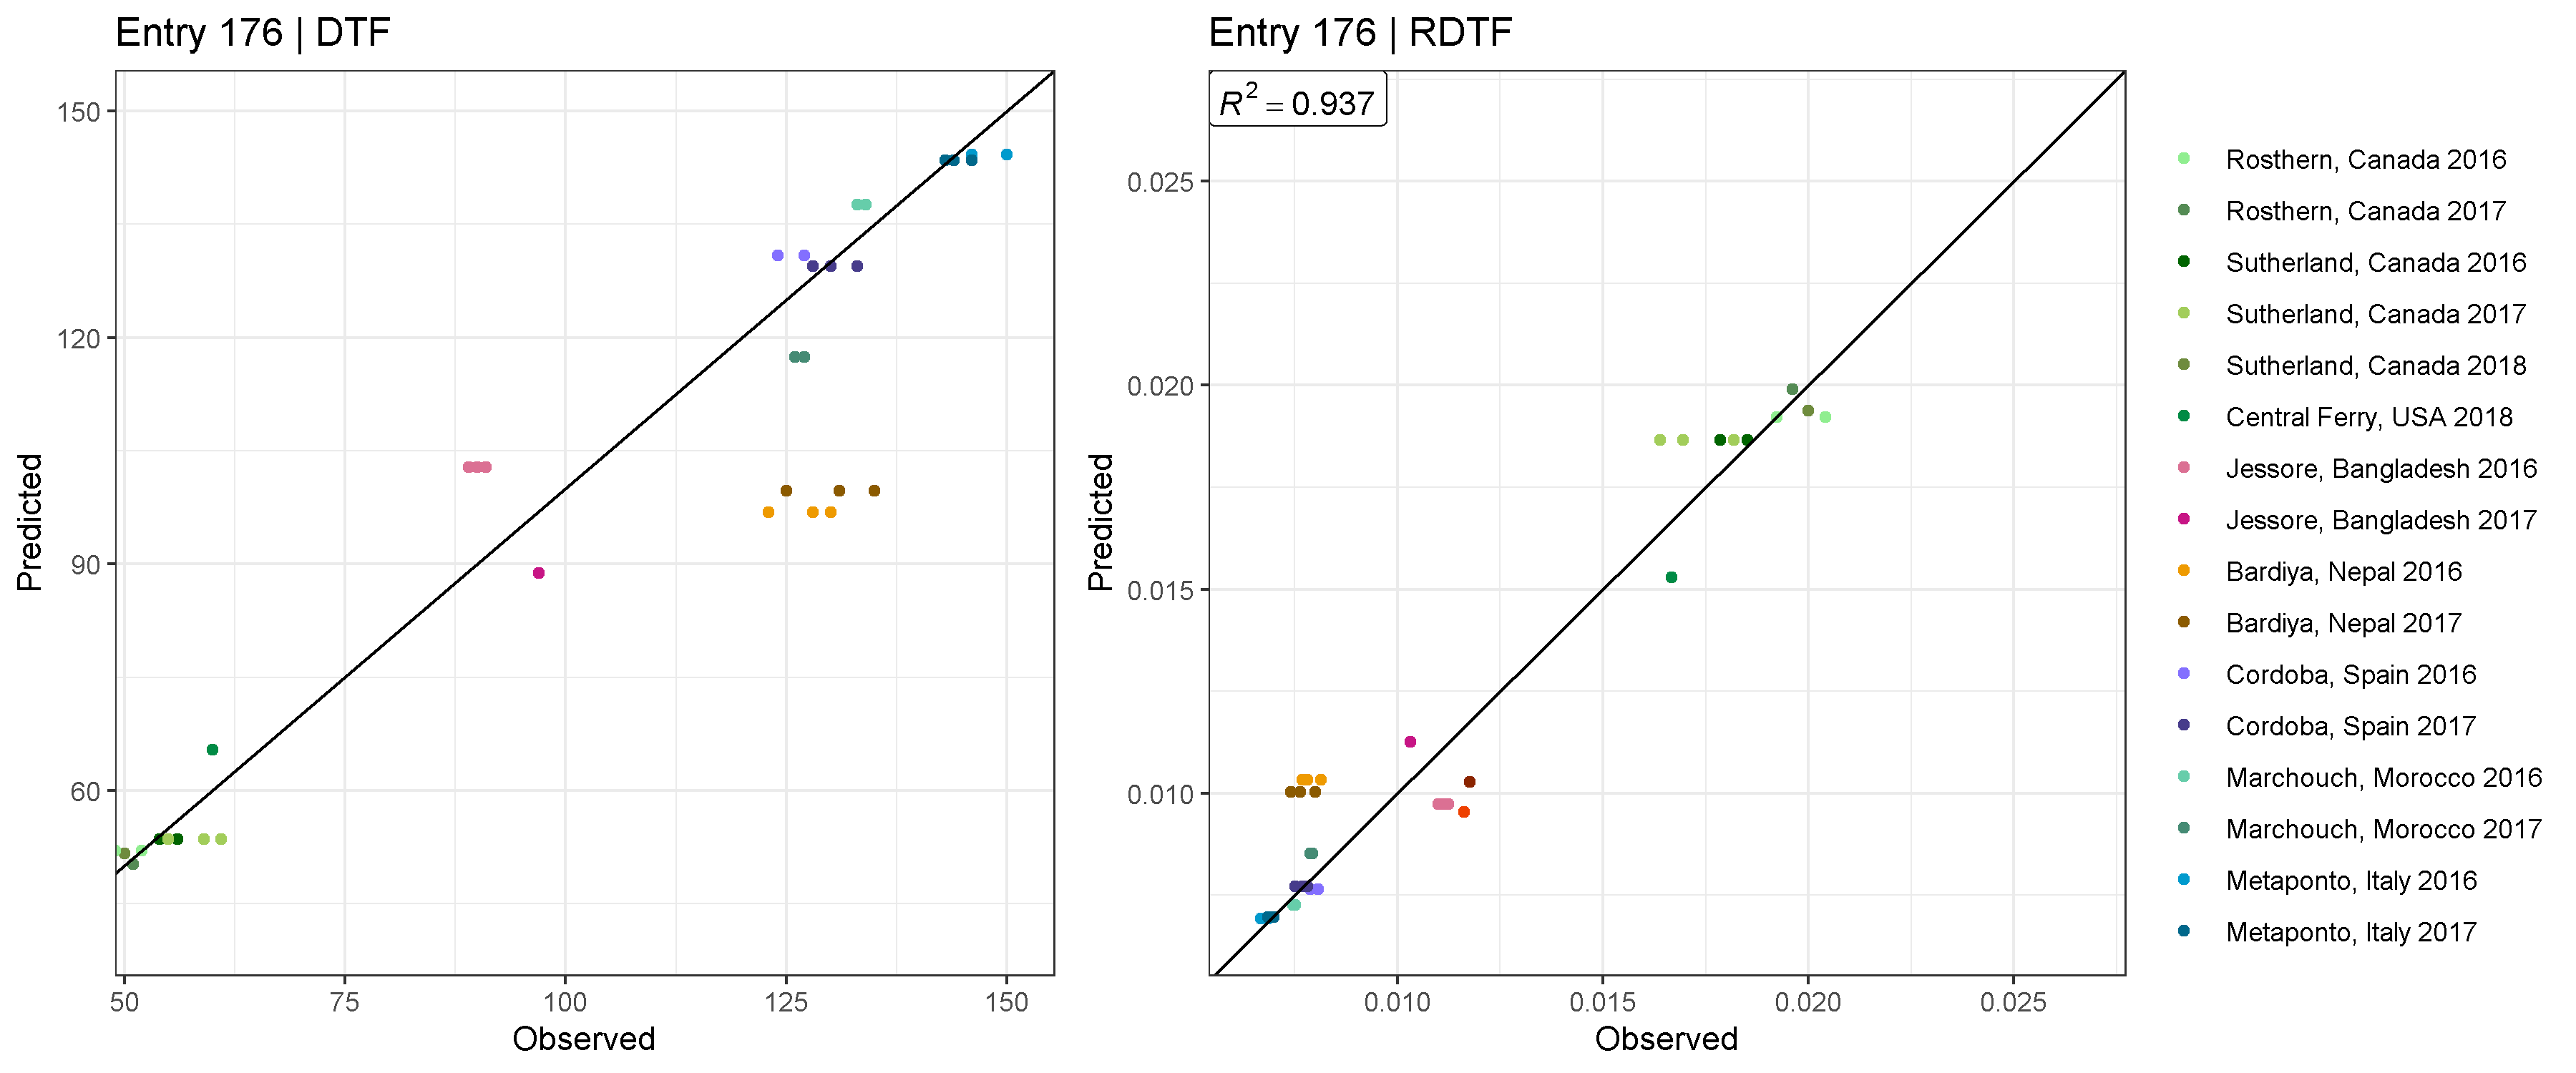 Entry 176 | DTF
150
120
90
60
Predicted
50
75
100
125
150
Observed
Entry 176 | RDTF
R² = 0.937
0.025
0.020
0.015
0.010
Predicted
0.010
0.015
0.020
0.025
Observed
Rosthern, Canada 2016
Rosthern, Canada 2017
Sutherland, Canada 2016
Sutherland, Canada 2017
Sutherland, Canada 2018
Central Ferry, USA 2018
Jessore, Bangladesh 2016
Jessore, Bangladesh 2017
Bardiya, Nepal 2016
Bardiya, Nepal 2017
Cordoba, Spain 2016
Cordoba, Spain 2017
Marchouch, Morocco 2016
Marchouch, Morocco 2017
Metaponto, Italy 2016
Metaponto, Italy 2017